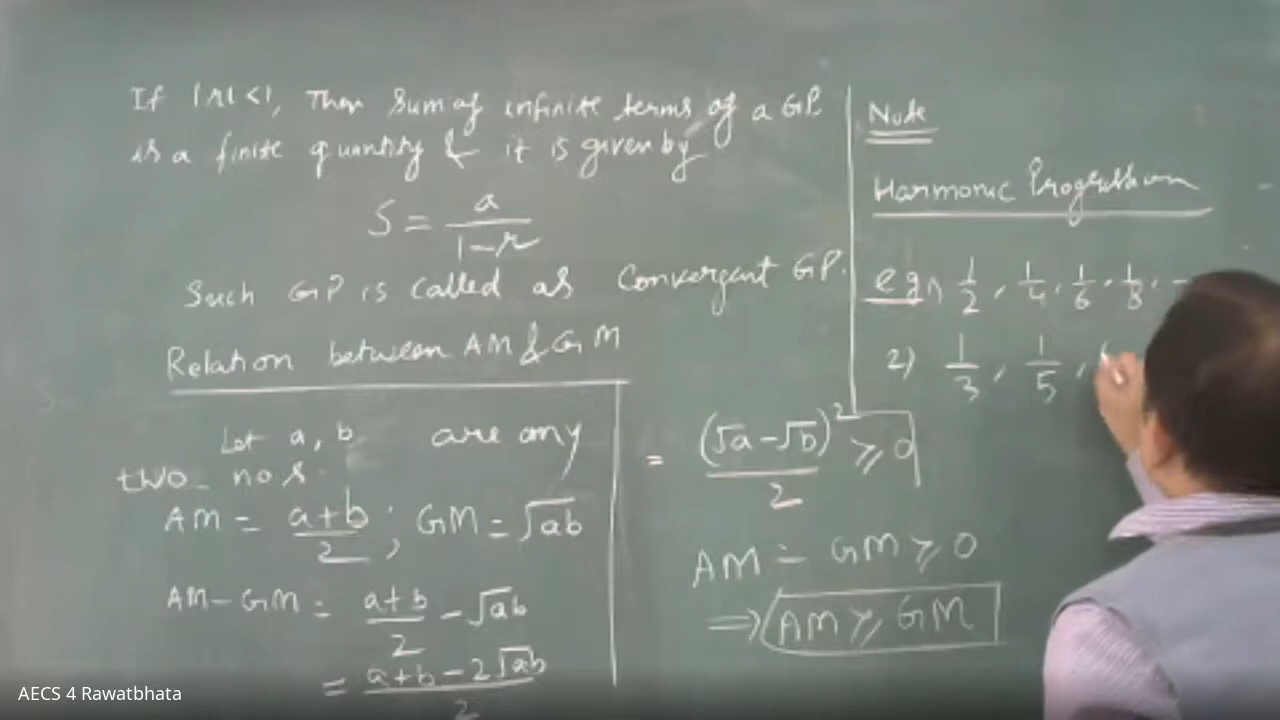 If |r| < 1, Then Sum of infinite terms of a GP
is a finite quantity & it is given by
S = a / (1 - r)
Such GP is called as Convergent GP.
Relation between AM & GM
Let a, b are any
two nos.
AM = (a+b)/2 ; GM = √ab
AM - GM = (a+b)/2 - √ab
= (a+b - 2√ab)/2
= (√a - √b)²/2 ≥ 0
AM - GM ≥ 0
⇒ AM ≥ GM
Note
Harmonic Progression
eg 1) 1/2, 1/4, 1/6, 1/8, -
2) 1/3, 1/5,
AECS 4 Rawatbhata